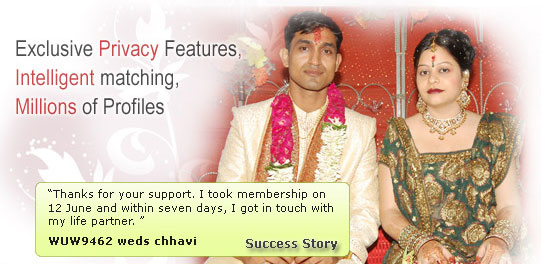 Exclusive Privacy Features,
Intelligent matching,
Millions of Profiles
“Thanks for your support. I took membership on
12 June and within seven days, I got in touch with
my life partner. ”
WUW9462 weds chhavi
Success Story